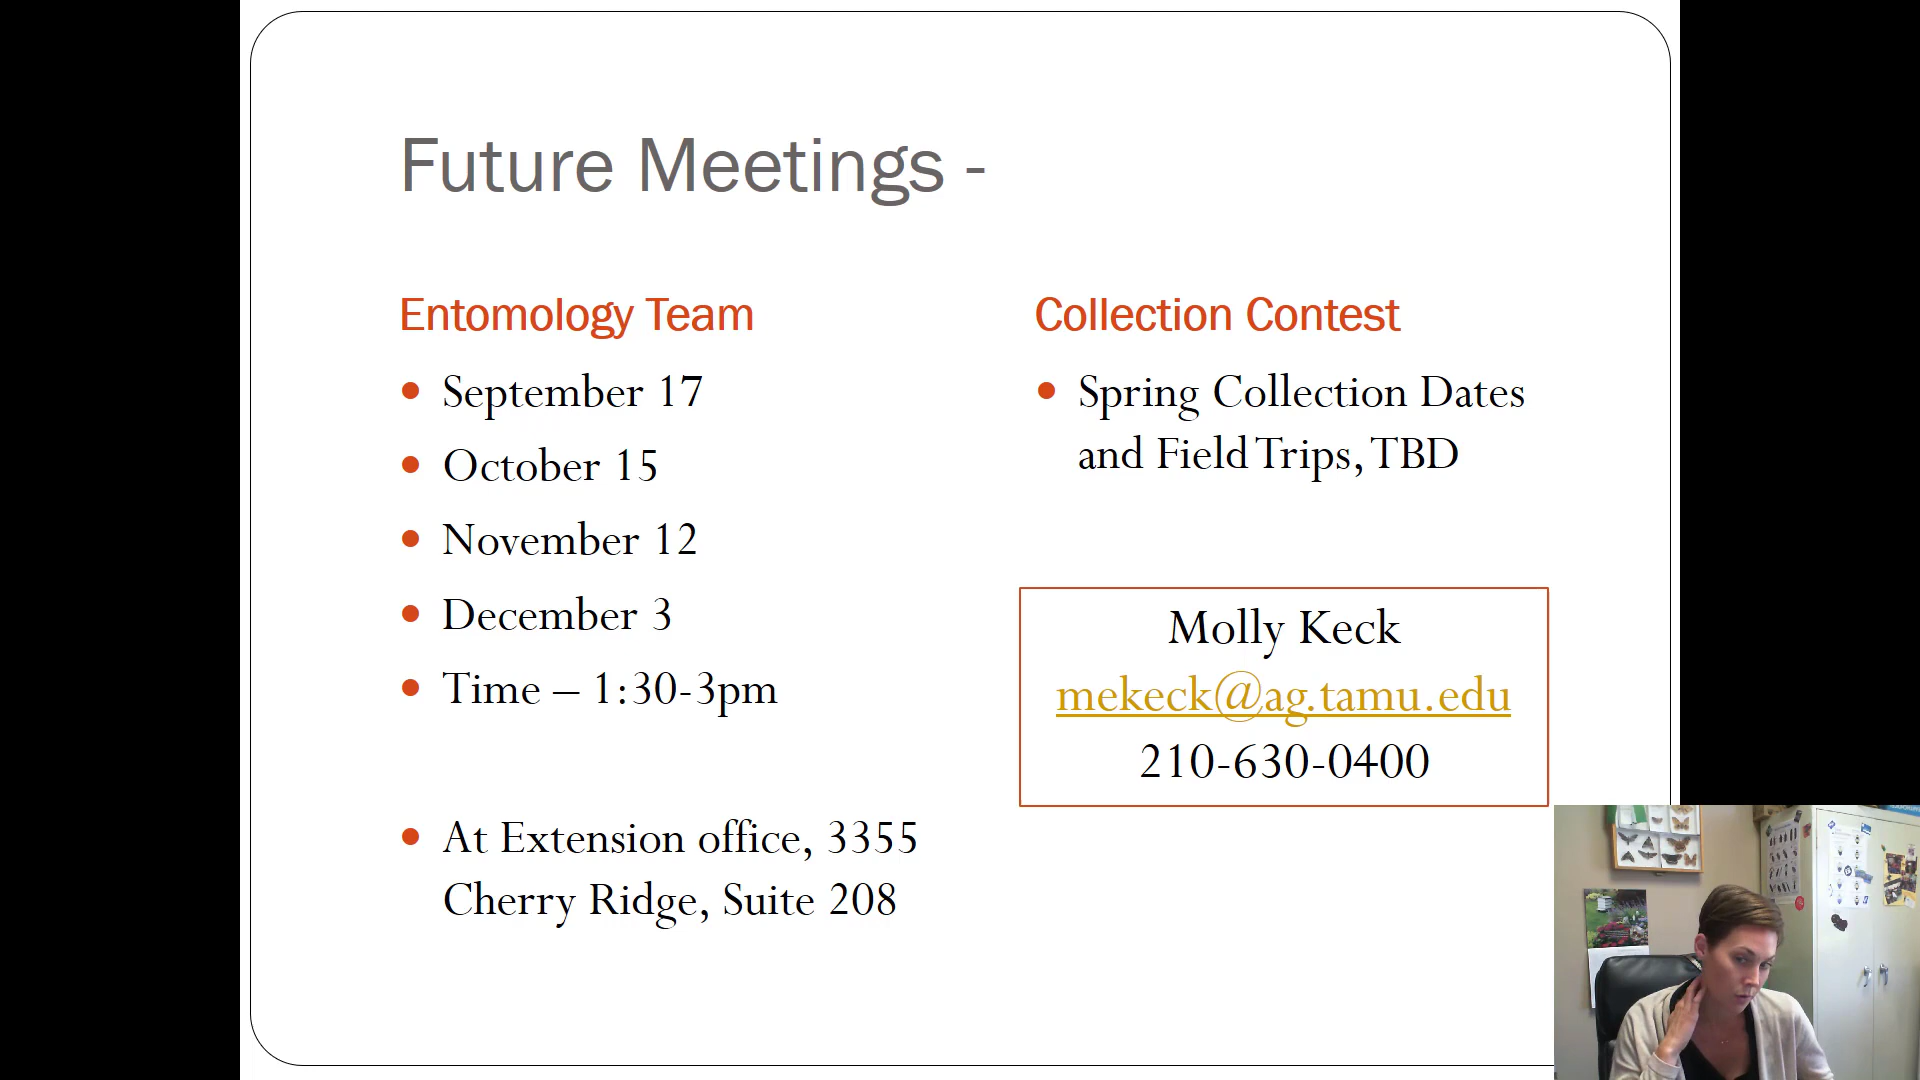 Future Meetings -
Entomology Team
September 17
October 15
November 12
December 3
Time – 1:30-3pm
At Extension office, 3355
Cherry Ridge, Suite 208
Collection Contest
Spring Collection Dates
and Field Trips, TBD
Molly Keck
mekeck@ag.tamu.edu
210-630-0400